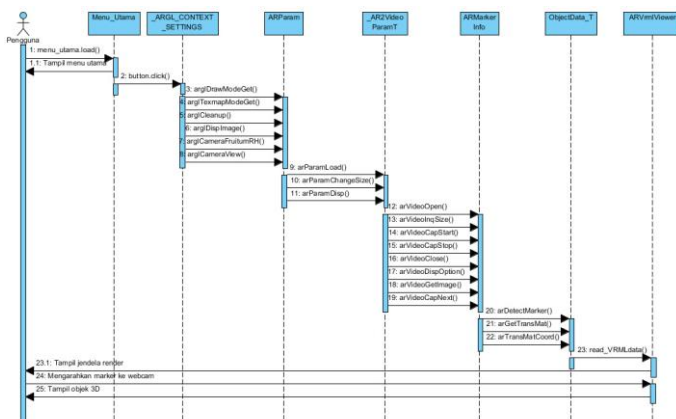 Pengguna
Menu_Utama
_ARGL_CONTEXT
_SETTINGS
ARParam
_AR2Video
ParamT
ARMarker
Info
ObjectData_T
ARVrmlViewer
1: menu_utama.load()
1.1: Tampil menu utama
2: button.click()
3: arglDrawModeGet()
4: arglTexmapModeGet()
5: arglCleanup()
6: arglDispImage()
7: arglCameraFruitumRH()
8: arglCameraView()
9: arParamLoad()
10: arParamChangeSize()
11: arParamDisp()
12: arVideoOpen()
13: arVideoInqSize()
14: arVideoCapStart()
15: arVideoCapStop()
16: arVideoClose()
17: arVideoDispOption()
18: arVideoGetImage()
19: arVideoCapNext()
20: arDetectMarker()
21: arGetTransMat()
22: arTransMatCoord()
23: read_VRMLdata()
23.1: Tampil jendela render
24: Mengarahkan marker ke webcam
25: Tampil objek 3D